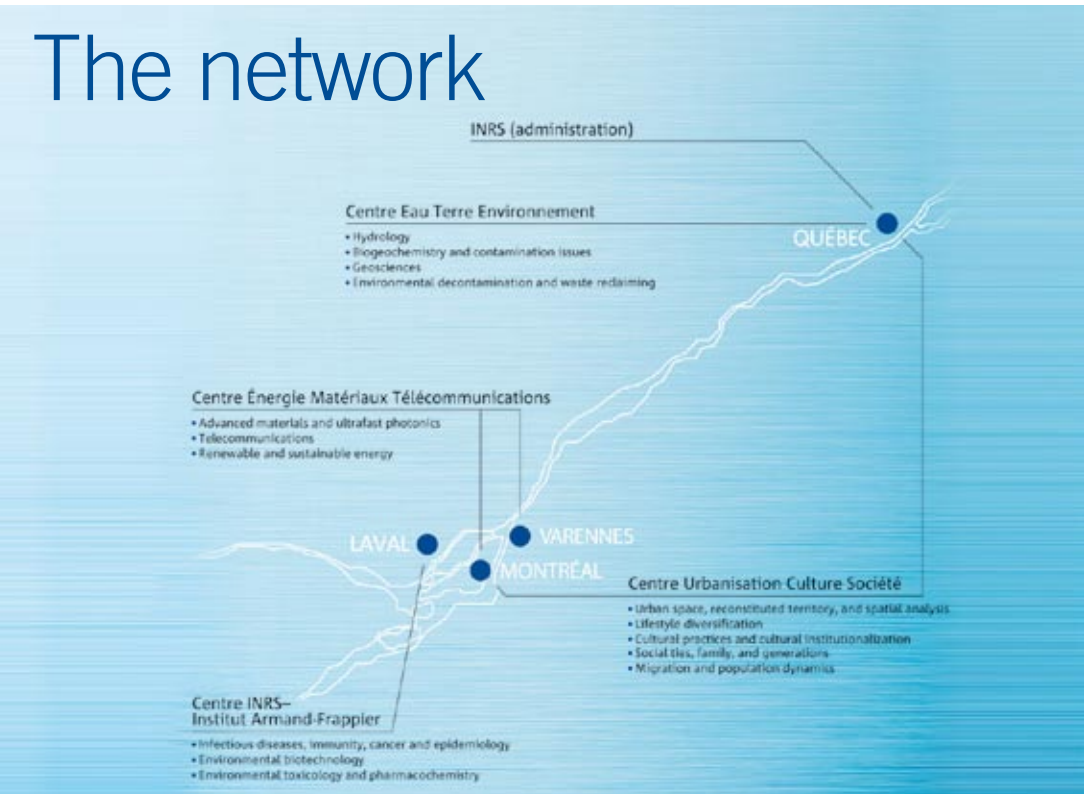 The network
INRS (administration)
Centre Eau Terre Environnement
• Hydrology
• Biogeochemistry and contamination issues
• Geosciences
• Environmental decontamination and waste reclaiming
QUÉBEC
Centre Énergie Matériaux Télécommunications
• Advanced materials and ultrafast photonics
• Telecommunications
• Renewable and sustainable energy
LAVAL
VARENNES
MONTRÉAL
Centre Urbanisation Culture Société
• Urban space, reconstituted territory, and spatial analysis
• Lifestyle diversification
• Cultural practices and cultural institutionalization
• Social ties, family, and generations
• Migration and population dynamics
Centre INRS–
Institut Armand-Frappier
• Infectious diseases, immunity, cancer and epidemiology
• Environmental biotechnology
• Environmental toxicology and pharmacochemistry